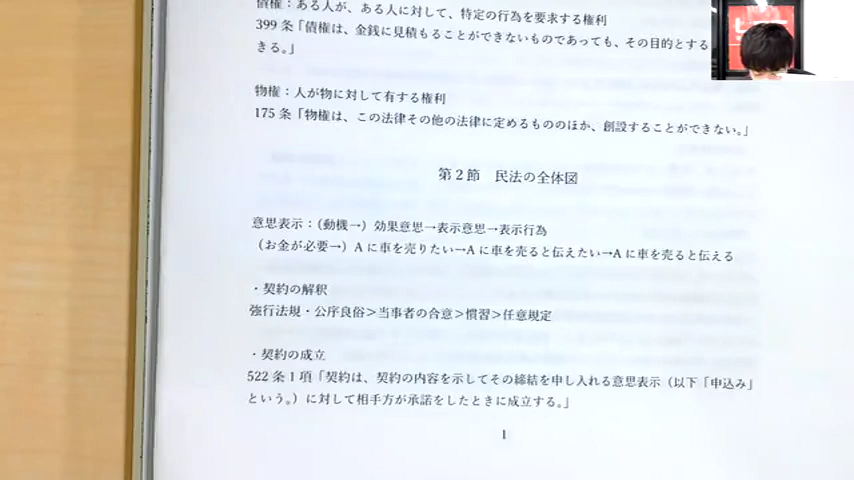 債権：ある人が、ある人に対して、特定の行為を要求する権利
399 条「債権は、金銭に見積もることができないものであっても、その目的とする
きる。」
物権：人が物に対して有する権利
175 条「物権は、この法律その他の法律に定めるもののほか、創設することができない。」
第 2 節　民法の全体図
意思表示：（動機→）効果意思→表示意思→表示行為
（お金が必要→）A に車を売りたい→A に車を売ると伝えたい→A に車を売ると伝える
・契約の解釈
強行法規・公序良俗＞当事者の合意＞慣習＞任意規定
・契約の成立
522 条 1 項「契約は、契約の内容を示してその締結を申し入れる意思表示（以下「申込み」
という。）に対して相手方が承諾をしたときに成立する。」
1